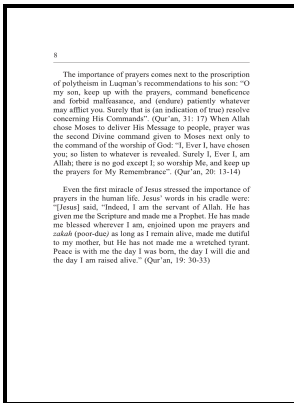 8
The importance of prayers comes next to the proscription
of polytheism in Luqman's recommendations to his son: "O
my son, keep up with the prayers, command beneficence
and forbid malfeasance, and (endure) patiently whatever
may afflict you. Surely that is (an indication of true) resolve
concerning His Commands". (Qur'an, 31: 17) When Allah
chose Moses to deliver His Message to people, prayer was
the second Divine command given to Moses next only to
the command of the worship of God: "I, Ever I, have chosen
you; so listen to whatever is revealed. Surely I, Ever I, am
Allah; there is no god except I; so worship Me, and keep up
the prayers for My Remembrance". (Qur'an, 20: 13-14)
Even the first miracle of Jesus stressed the importance of
prayers in the human life. Jesus' words in his cradle were:
"[Jesus] said, "Indeed, I am the servant of Allah. He has
given me the Scripture and made me a Prophet. He has made
me blessed wherever I am, enjoined upon me prayers and
zakah (poor-due) as long as I remain alive, made me dutiful
to my mother, but He has not made me a wretched tyrant.
Peace is with me the day I was born, the day I will die and
the day I am raised alive." (Qur'an, 19: 30-33)